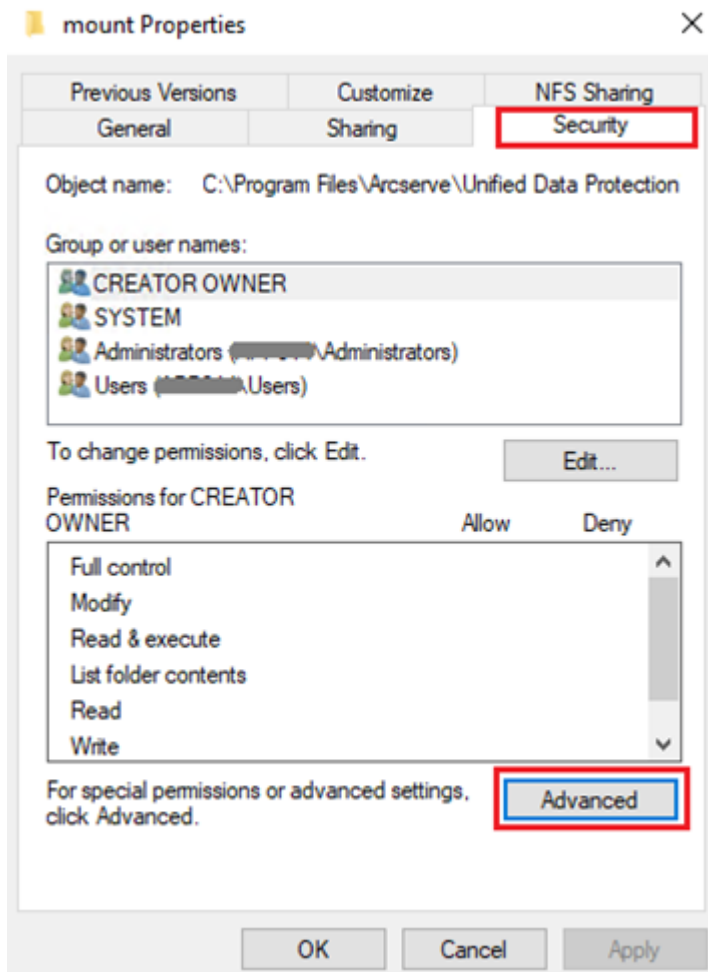 mount Properties
Previous Versions Customize NFS Sharing
General Sharing Security
Object name: C:\Program Files\Arcserve\Unified Data Protection
Group or user names:
CREATOR OWNER
SYSTEM
Administrators ( \Administrators)
Users ( \Users)
To change permissions, click Edit.
Edit...
Permissions for CREATOR
OWNER Allow Deny
Full control
Modify
Read & execute
List folder contents
Read
Write
For special permissions or advanced settings,
click Advanced.
Advanced
OK Cancel Apply